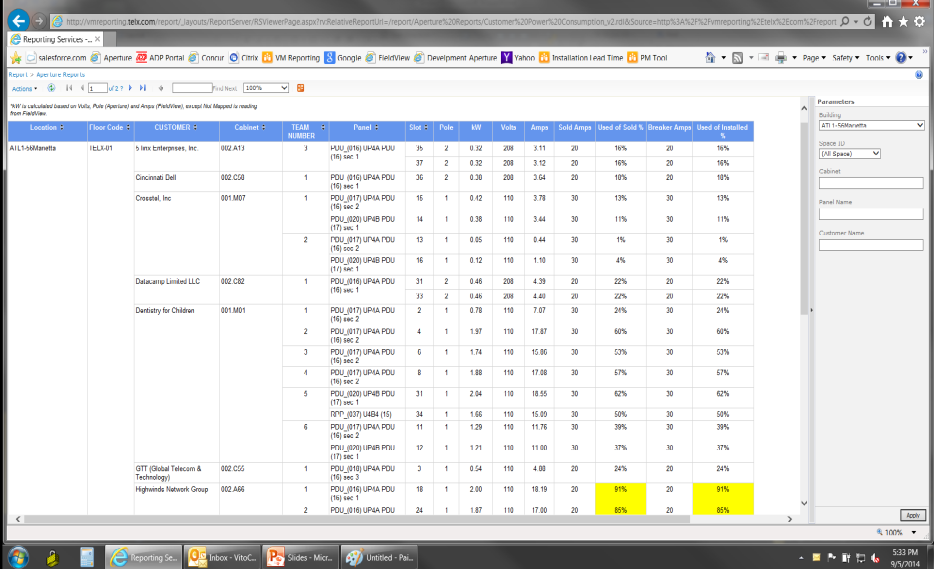 http://vmreporting.telx.com/report/_layouts/ReportServer/RSViewerPage.aspx?rv:RelativeReportUrl=/report/Aperture%20Reports/Customer%20Power%20Consumption_v2.rdl&Source=http%3A%2F%2Fvmreporting%2Etelx%2Ecom%2Freport
Reporting Services -...
salesforce.com Aperture ADP Portal Concur Citrix VM Reporting Google FieldView Develpment Aperture Yahoo Installation Lead Time PM Tool Page Safety Tools
Report > Aperture Reports
Actions 1 of 2 ? Find Next 100%
*kW is calculated based on Volts, Pole (Aperture) and Amps (FieldView), except Not Mapped is reading
from FieldView.
Location Floor Code CUSTOMER Cabinet TEAM NUMBER Panel Slot Pole kW Volts Amps Sold Amps Used of Sold % Breaker Amps Used of Installed %
ATL1-56Marietta TELX-01 5 linx Enterprises, Inc. 002.A13 3 PDU_(016) UP4A PDU (16) sec 1 35 2 0.32 208 3.11 20 16% 20 16%
37 2 0.32 208 3.12 20 16% 20 16%
Cincinnati Dell 002.C50 1 PDU_(016) UP4A PDU (16) sec 1 36 2 0.38 208 3.64 20 18% 20 18%
Crosstel, Inc 001.M07 1 PDU_(017) UP4A PDU (16) sec 2 15 1 0.42 110 3.78 30 13% 30 13%
PDU_(020) UP4B PDU (17) sec 1 14 1 0.38 110 3.44 30 11% 30 11%
2 PDU_(017) UP4A PDU (16) sec 2 13 1 0.05 110 0.44 30 1% 30 1%
PDU_(020) UP4B PDU (17) sec 1 16 1 0.12 110 1.10 30 4% 30 4%
Datacamp Limited LLC 002.C82 1 PDU_(016) UP4A PDU (16) sec 1 31 2 0.46 208 4.39 20 22% 20 22%
33 2 0.46 208 4.40 20 22% 20 22%
Dentistry for Children 001.M01 1 PDU_(017) UP4A PDU (16) sec 2 2 1 0.78 110 7.07 30 24% 30 24%
2 PDU_(017) UP4A PDU (16) sec 2 4 1 1.97 110 17.87 30 60% 30 60%
3 PDU_(017) UP4A PDU (16) sec 2 6 1 1.74 110 15.86 30 53% 30 53%
4 PDU_(017) UP4A PDU (16) sec 2 8 1 1.88 110 17.08 30 57% 30 57%
5 PDU_(020) UP4B PDU (17) sec 1 31 1 2.04 110 18.55 30 62% 30 62%
RPP_(037) U4B4 (15) 34 1 1.66 110 15.09 30 50% 30 50%
6 PDU_(017) UP4A PDU (16) sec 2 11 1 1.29 110 11.76 30 39% 30 39%
PDU_(020) UP4B PDU (17) sec 1 12 1 1.21 110 11.00 30 37% 30 37%
GTT (Global Telecom & Technology) 002.C55 1 PDU_(018) UP4A PDU (16) sec 3 3 1 0.54 110 20 24% 20 24%
Highwinds Network Group 002.A66 1 PDU_(016) UP4A PDU (16) sec 1 18 1 2.00 110 18.19 20 91% 20 91%
2 PDU_(016) UP4A PDU 24 1 1.87 110 17.00 20 85% 20 85%
Parameters
Building
ATL1-56Marietta
Space ID
(All Space)
Cabinet
Panel Name
Customer Name
Apply
100%
Reporting Se... Inbox - VitoC... Slides - Micr... Untitled - Pai...
5:33 PM
9/5/2014